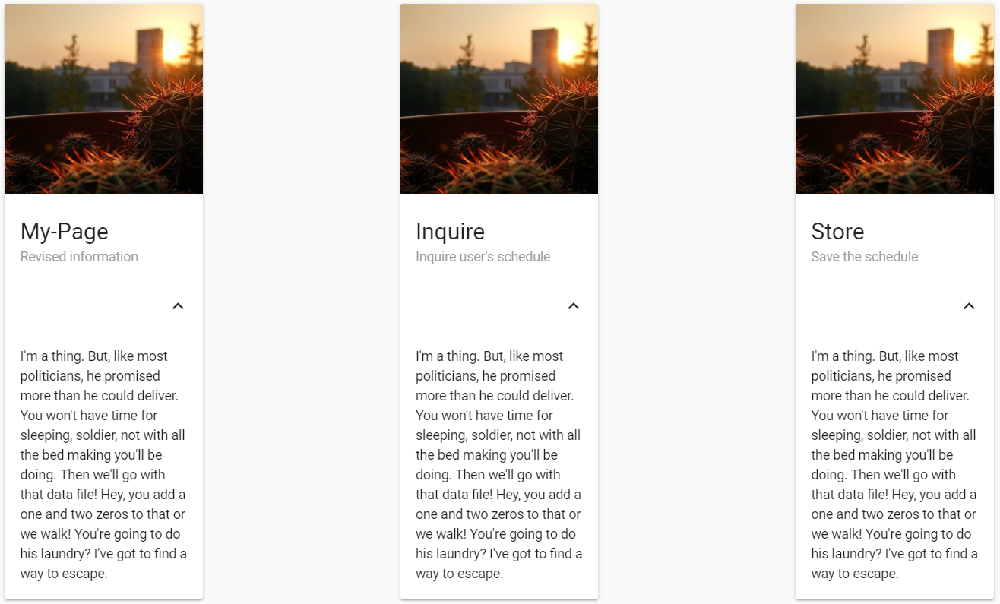 My-Page
Revised information
I'm a thing. But, like most
politicians, he promised
more than he could deliver.
You won't have time for
sleeping, soldier, not with all
the bed making you'll be
doing. Then we'll go with
that data file! Hey, you add a
one and two zeros to that or
we walk! You're going to do
his laundry? I've got to find a
way to escape.
Inquire
Inquire user's schedule
I'm a thing. But, like most
politicians, he promised
more than he could deliver.
You won't have time for
sleeping, soldier, not with all
the bed making you'll be
doing. Then we'll go with
that data file! Hey, you add a
one and two zeros to that or
we walk! You're going to do
his laundry? I've got to find a
way to escape.
Store
Save the schedule
I'm a thing. But, like most
politicians, he promised
more than he could deliver.
You won't have time for
sleeping, soldier, not with all
the bed making you'll be
doing. Then we'll go with
that data file! Hey, you add a
one and two zeros to that or
we walk! You're going to do
his laundry? I've got to find a
way to escape.